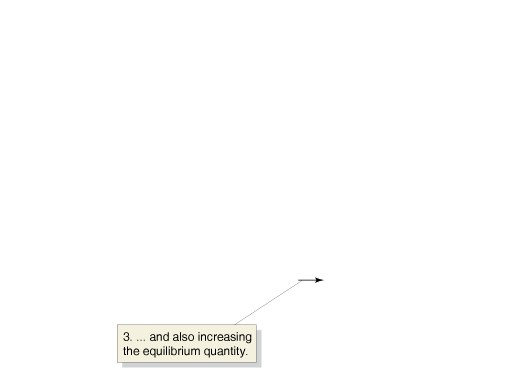 3. ... and also increasing
the equilibrium quantity.